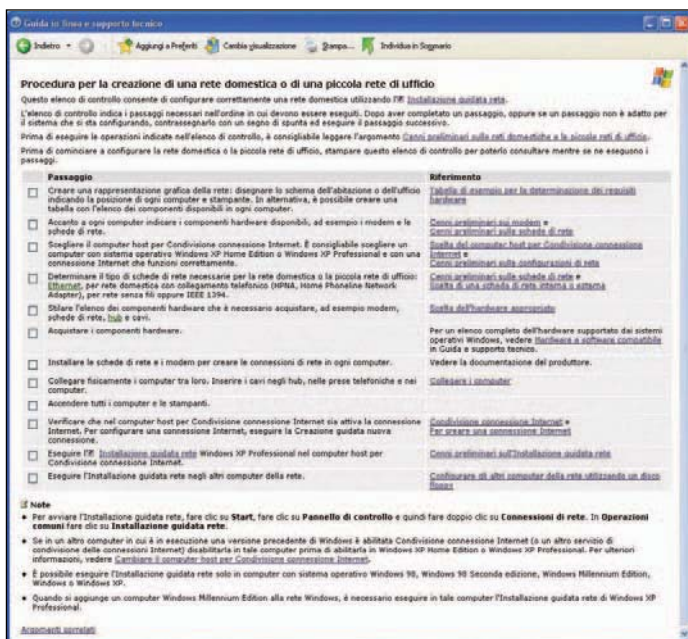 Guida in linea e supporto tecnico
Indietro
Aggiungi a Preferiti
Cambia visualizzazione
Stampa...
Individua in Sommario
Procedura per la creazione di una rete domestica o di una piccola rete di ufficio
Questo elenco di controllo consente di configurare correttamente una rete domestica utilizzando l' Installazione guidata rete.
L'elenco di controllo indica i passaggi necessari nell'ordine in cui devono essere eseguiti. Dopo aver completato un passaggio, oppure se un passaggio non è adatto per
il sistema che si sta configurando, contrassegnarlo con un segno di spunta ed eseguire il passaggio successivo.
Prima di eseguire le operazioni indicate nell'elenco di controllo, è consigliabile leggere l'argomento Cenni preliminari sulle reti domestiche e le piccole reti di ufficio.
Prima di cominciare a configurare la rete domestica o la piccola rete di ufficio, stampare questo elenco di controllo per poterlo consultare mentre se ne eseguono i
passaggi.
Passaggio
Riferimento
Creare una rappresentazione grafica della rete: disegnare lo schema dell'abitazione o dell'ufficio
indicando la posizione di ogni computer e stampante. In alternativa, è possibile creare una
tabella con l'elenco dei componenti disponibili in ogni computer.
Tabella di esempio per la determinazione dei requisiti
hardware
Accanto a ogni computer indicare i componenti hardware disponibili, ad esempio i modem e le
schede di rete.
Cenni preliminari sui modem e
Cenni preliminari sulle schede di rete
Scegliere il computer host per Condivisione connessione Internet. È consigliabile scegliere un
computer con sistema operativo Windows XP Home Edition o Windows XP Professional e con una
connessione Internet che funzioni correttamente.
Scelta del computer host per Condivisione connessione
Internet e
Cenni preliminari sulle configurazioni di rete
Determinare il tipo di schede di rete necessarie per la rete domestica o la piccola rete di ufficio:
Ethernet, per rete domestica con collegamento telefonico (HPNA, Home Phoneline Network
Adapter), per rete senza fili oppure IEEE 1394.
Cenni preliminari sulle schede di rete e
Scelta di una scheda di rete interna o esterna
Stilare l'elenco dei componenti hardware che è necessario acquistare, ad esempio modem,
schede di rete, hub e cavi.
Scelta dell'hardware appropriato
Acquistare i componenti hardware.
Per un elenco completo dell'hardware supportato dai sistemi
operativi Windows, vedere Hardware e software compatibile
in Guida e supporto tecnico.
Installare le schede di rete e i modem per creare le connessioni di rete in ogni computer.
Vedere la documentazione del produttore.
Collegare fisicamente i computer tra loro. Inserire i cavi negli hub, nelle prese telefoniche e nei
computer.
Collegare i computer
Accendere tutti i computer e le stampanti.
Verificare che nel computer host per Condivisione connessione Internet sia attiva la connessione
Internet. Per configurare una connessione Internet, eseguire la Creazione guidata nuova
connessione.
Condivisione connessione Internet e
Per creare una connessione Internet
Eseguire l' Installazione guidata rete Windows XP Professional nel computer host per
Condivisione connessione Internet.
Cenni preliminari sull'Installazione guidata rete
Eseguire l'Installazione guidata rete negli altri computer della rete.
Configurare gli altri computer della rete utilizzando un disco
floppy
Note
• Per avviare l'Installazione guidata rete, fare clic su Start, fare clic su Pannello di controllo e quindi fare doppio clic su Connessioni di rete. In Operazioni
comuni fare clic su Installazione guidata rete.
• Se in un altro computer in cui è in esecuzione una versione precedente di Windows è abilitata Condivisione connessione Internet (o un altro servizio di
condivisione delle connessioni Internet) disabilitarla in tale computer prima di abilitarla in Windows XP Home Edition o Windows XP Professional. Per ulteriori
informazioni, vedere Cambiare il computer host per Condivisione connessione Internet.
• È possibile eseguire l'Installazione guidata rete solo in computer con sistema operativo Windows 98, Windows 98 Seconda edizione, Windows Millennium Edition,
Windows o Windows XP.
• Quando si aggiunge un computer Windows Millennium Edition alla rete Windows, è necessario eseguire in tale computer l'Installazione guidata rete di Windows XP
Professional.
Argomenti correlati